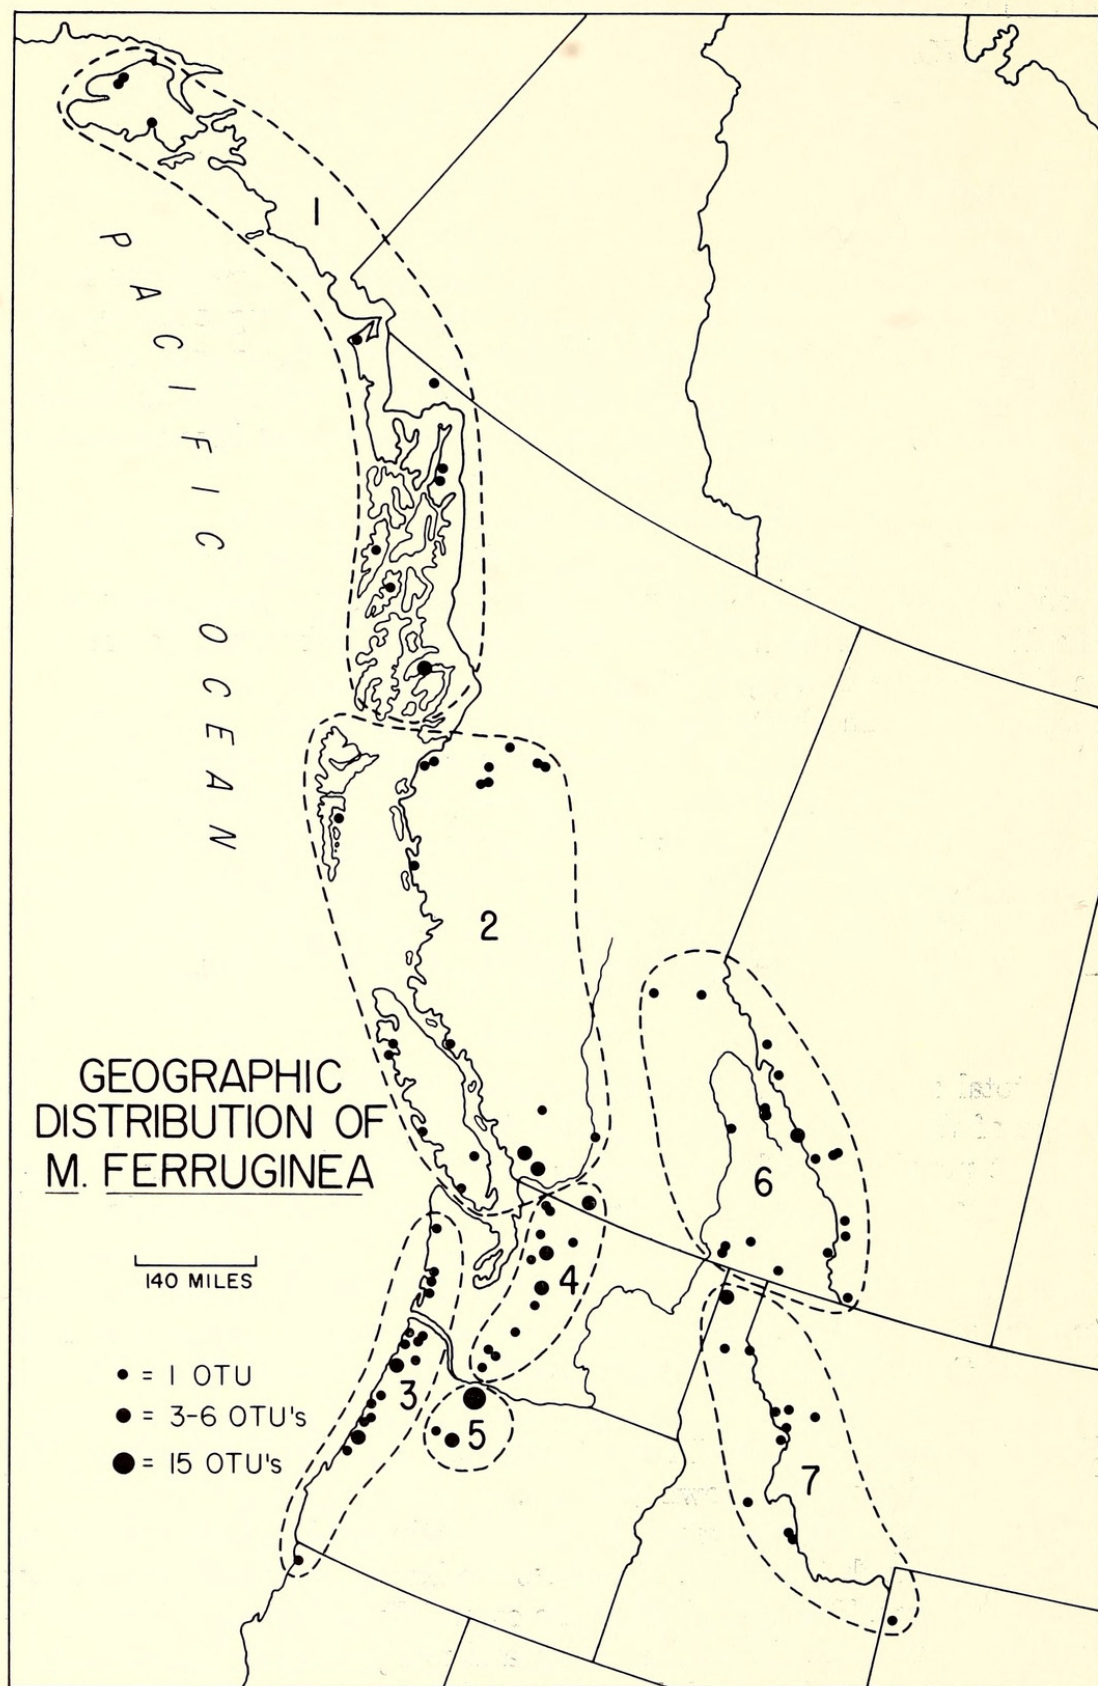 1
PACIFIC OCEAN
2
GEOGRAPHIC
DISTRIBUTION OF
M. FERRUGINEA
140 MILES
6
4
= 1 OTU
= 3-6 OTU's
= 15 OTU's
3
5
7